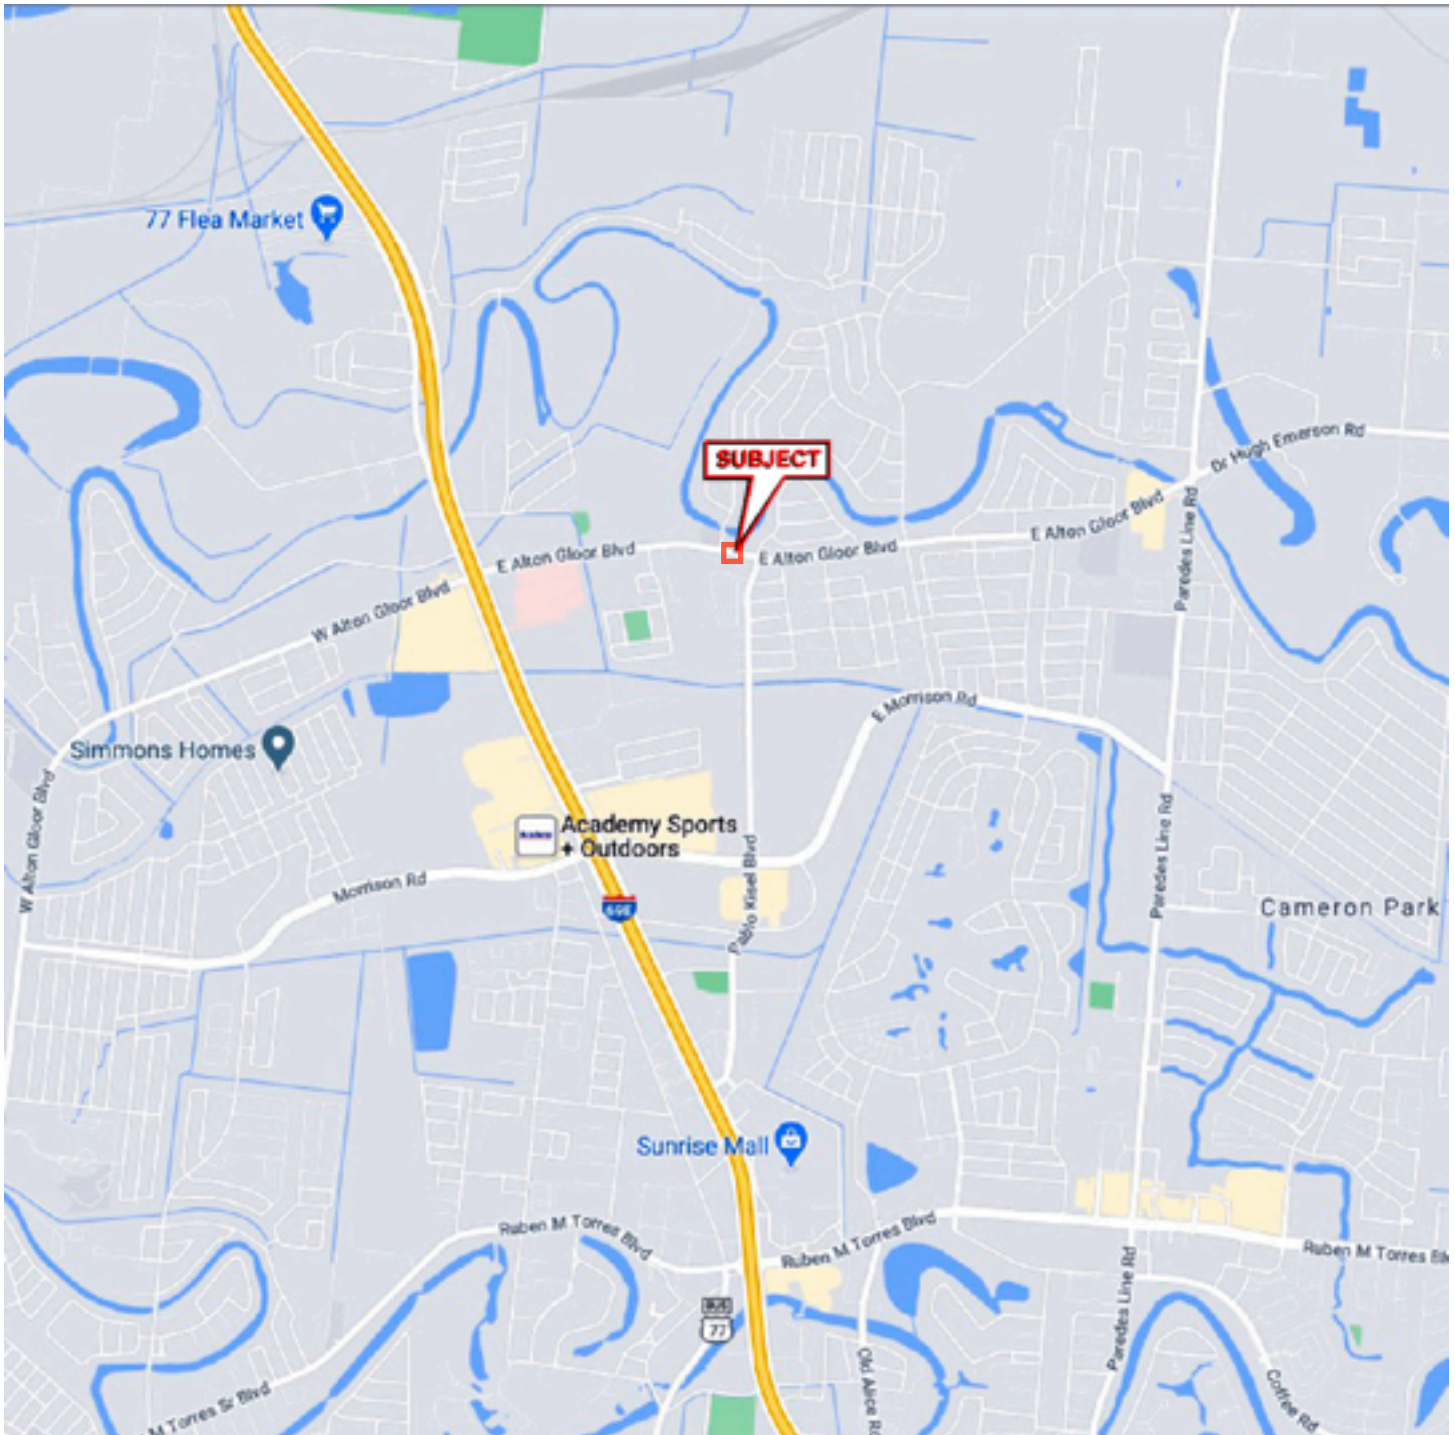 77 Flea Market
SUBJECT
Dr Hugh Emerson Rd
E Alton Gloor Blvd
E Alton Gloor Blvd
E Alton Gloor Blvd
Paredes Line Rd
W Alton Gloor Blvd
E Morrison Rd
Simmons Homes
W Alton Gloor Blvd
Academy Sports
+ Outdoors
Pablo Kisel Blvd
Paredes Line Rd
Morrison Rd
69E
Cameron Park
Sunrise Mall
Ruben M Torres Blvd
Ruben M Torres Blvd
Ruben M Torres Bl
Paredes Line Rd
BUS
77
Old Alice Rd
Coffee Rd
M Torres Sr Blvd